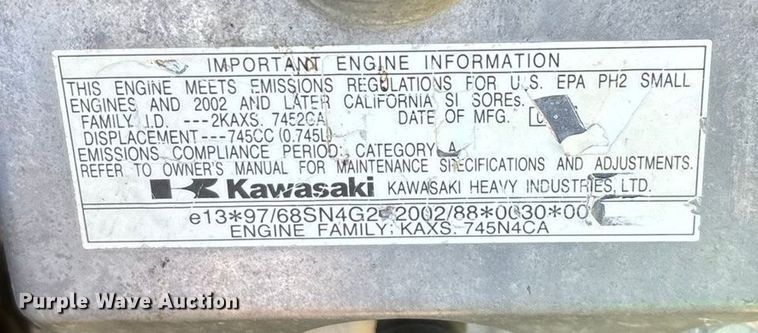 IMPORTANT ENGINE INFORMATION
THIS ENGINE MEETS EMISSIONS REGULATIONS FOR U.S. EPA PH2 SMALL
ENGINES AND 2002 AND LATER CALIFORNIA SI SOREs.
FAMILY I.D. ---2KAXS. 7452CA DATE OF MFG.
DISPLACEMENT---745CC (0.745L)
EMISSIONS COMPLIANCE PERIOD: CATEGORY A
REFER TO OWNER'S MANUAL FOR MAINTENANCE SPECIFICATIONS AND ADJUSTMENTS.
Kawasaki KAWASAKI HEAVY INDUSTRIES, LTD.
e13*97/68SN4G2*2002/88*0030*00
ENGINE FAMILY: KAXS. 745N4CA
Purple Wave Auction